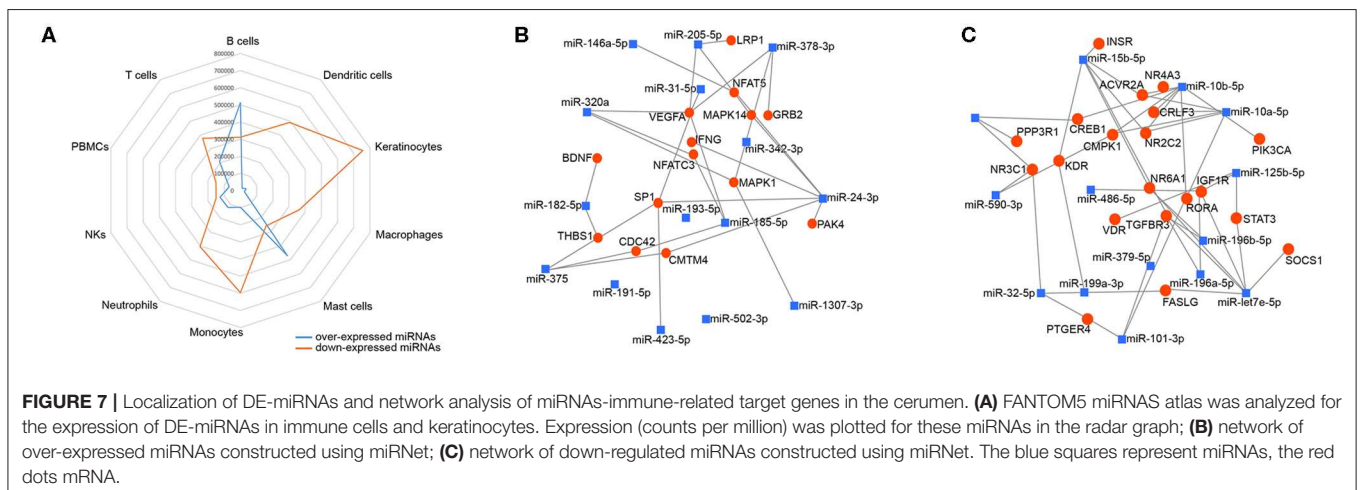 A
B cells
800000
700000
600000
500000
400000
300000
200000
100000
0
Dendritic cells
Keratinocytes
Macrophages
Mast cells
Monocytes
Neutrophils
NKs
PBMCs
T cells
over-expressed miRNAs
down-expressed miRNAs
B
miR-146a-5p
miR-205-5p
LRP1
miR-378-3p
NFAT5
miR-31-5p
miR-320a
VEGFA
MAPK14
GRB2
IFNG
miR-342-3p
NFATC3
BDNF
MAPK1
SP1
miR-24-3p
miR-182-5p
miR-193-5p
miR-185-5p
PAK4
THBS1
CDC42
CMTM4
miR-375
miR-191-5p
miR-1307-3p
miR-502-3p
miR-423-5p
C
INSR
miR-15b-5p
NR4A3
ACVR2A
miR-10b-5p
CRLF3
miR-10a-5p
PPP3R1
CREB1
CMPK1
NR2C2
PIK3CA
NR3C1
KDR
NR6A1
IGF1R
miR-125b-5p
miR-590-3p
miR-486-5p
RORA
VDR
TGFBR3
STAT3
miR-196b-5p
SOCS1
miR-379-5p
miR-196a-5p
miR-32-5p
miR-199a-3p
FASLG
miR-let7e-5p
PTGER4
miR-101-3p
FIGURE 7 | Localization of DE-miRNAs and network analysis of miRNAs-immune-related target genes in the cerumen. (A) FANTOM5 miRNAS atlas was analyzed for
the expression of DE-miRNAs in immune cells and keratinocytes. Expression (counts per million) was plotted for these miRNAs in the radar graph; (B) network of
over-expressed miRNAs constructed using miRNet; (C) network of down-regulated miRNAs constructed using miRNet. The blue squares represent miRNAs, the red
dots mRNA.